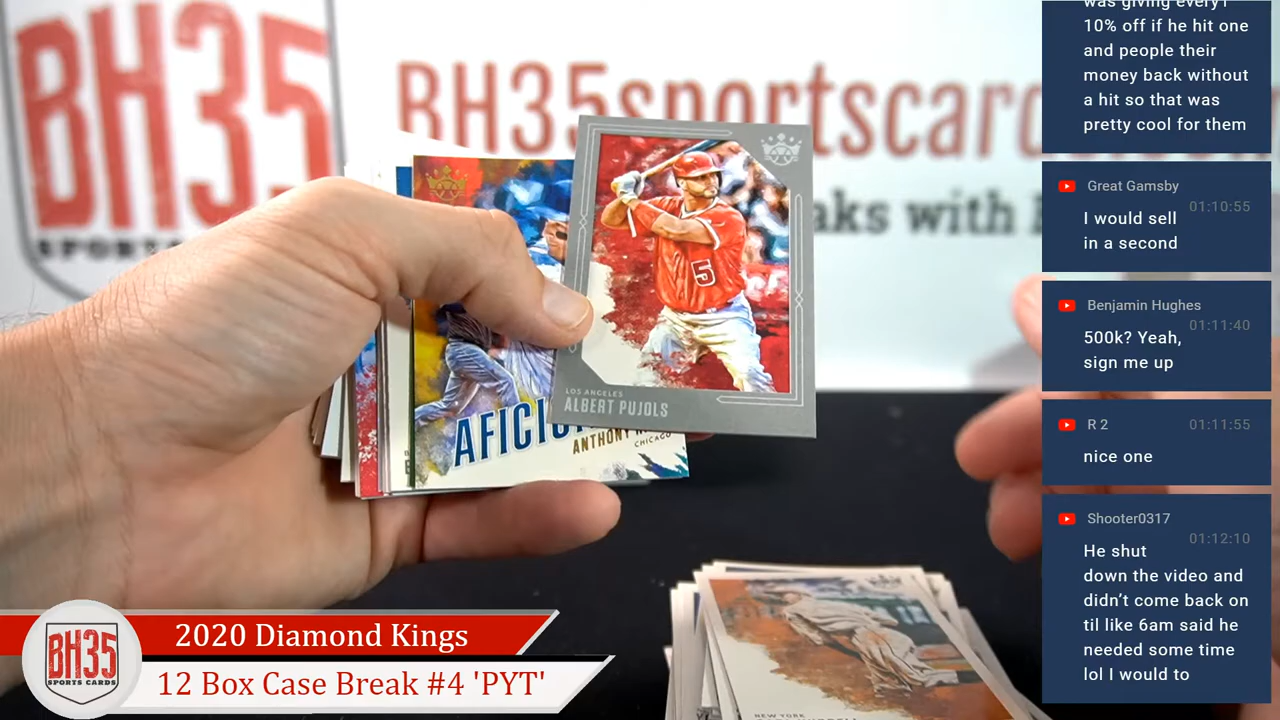 BH35
SPORTS
BH35sportscard
aks with
LOS ANGELES
ALBERT PUJOLS
5
ANTHONY
CHICAGO
NEW YORK
2020 Diamond Kings
12 Box Case Break #4 'PYT'
BH35
SPORTS CARDS
was giving every1
10% off if he hit one
and people their
money back without
a hit so that was
pretty cool for them
Great Gamsby
01:10:55
I would sell
in a second
Benjamin Hughes
01:11:40
500k? Yeah,
sign me up
R 2
01:11:55
nice one
Shooter0317
01:12:10
He shut
down the video and
didn’t come back on
til like 6am said he
needed some time
lol I would to